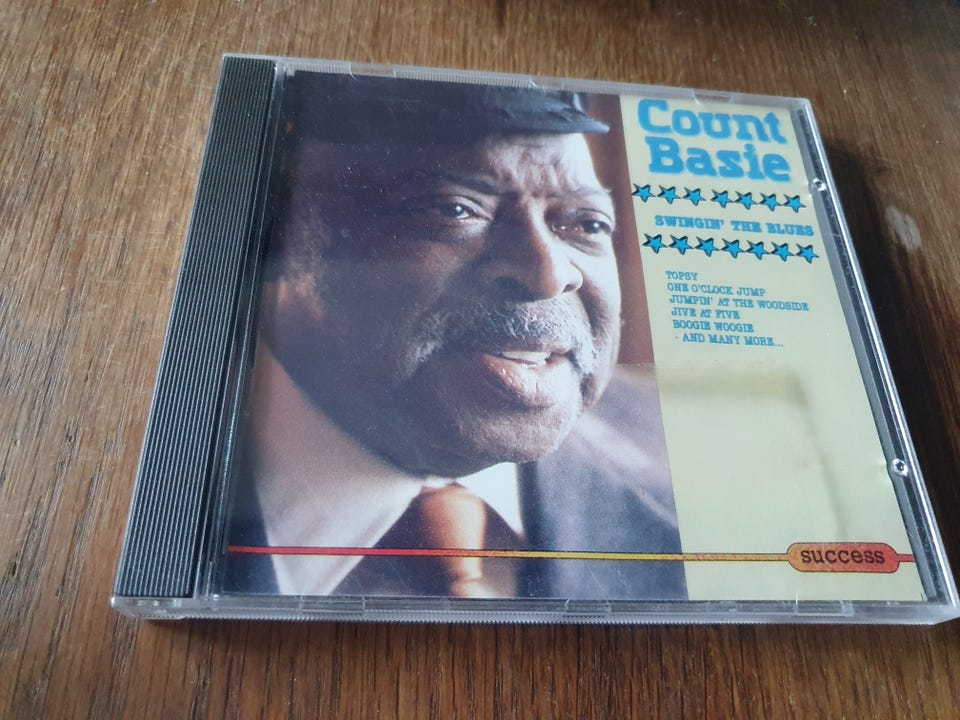 Count
Basie
SWINGIN' THE BLUES
TOPSY
ONE O'CLOCK JUMP
JUMPIN' AT THE WOODSIDE
JIVE AT FIVE
BOOGIE WOOGIE
- AND MANY MORE...
success